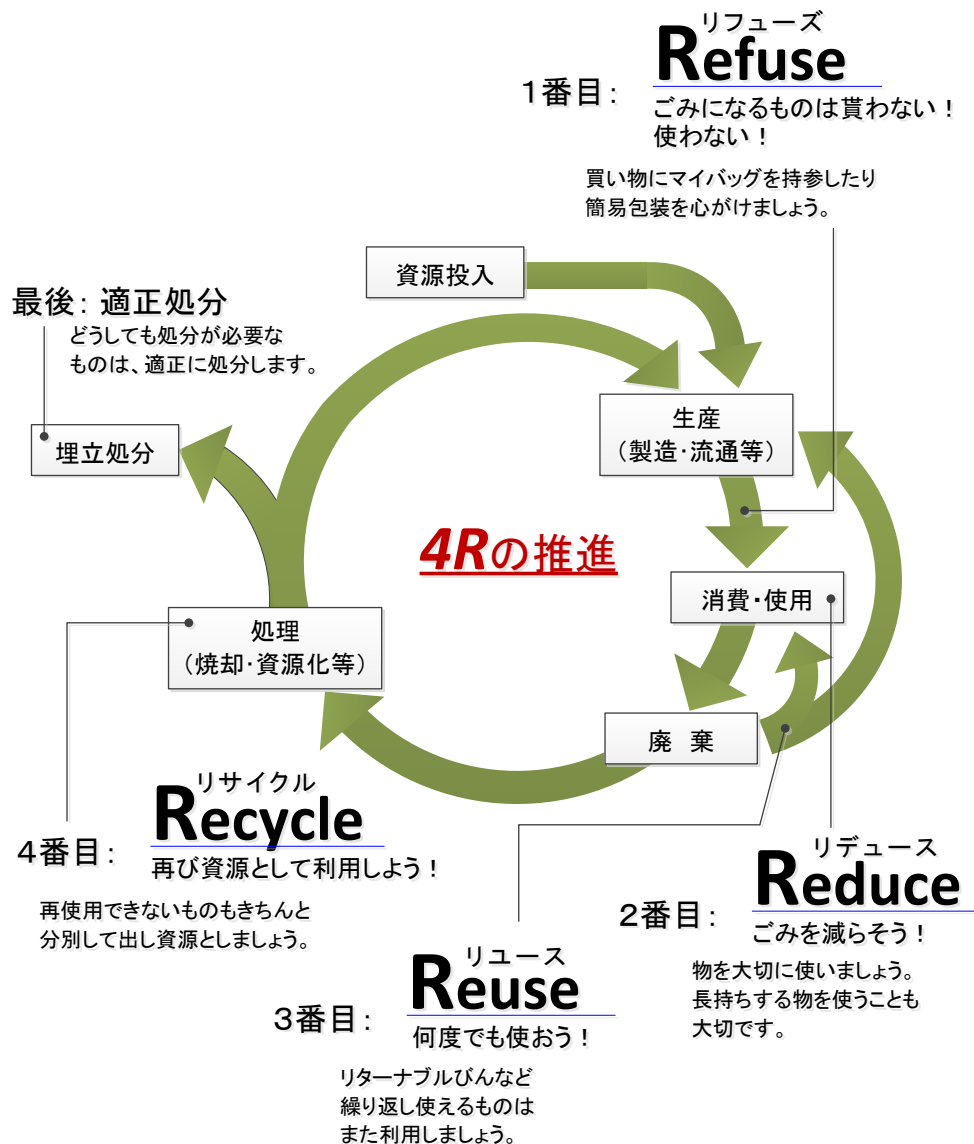 リフューズ
1番目： Refuse
ごみになるものは貰わない！
使わない！
買い物にマイバッグを持参したり
簡易包装を心がけましょう。
資源投入
最後： 適正処分
どうしても処分が必要な
ものは、適正に処分します。
生産
（製造・流通等）
埋立処分
4Rの推進
消費・使用
処理
（焼却・資源化等）
廃　棄
リサイクル
4番目： Recycle
再び資源として利用しよう！
再使用できないものもきちんと
分別して出し資源としましょう。
リデュース
2番目： Reduce
ごみを減らそう！
物を大切に使いましょう。
長持ちする物を使うことも
大切です。
リユース
3番目： Reuse
何度でも使おう！
リターナブルびんなど
繰り返し使えるものは
また利用しましょう。